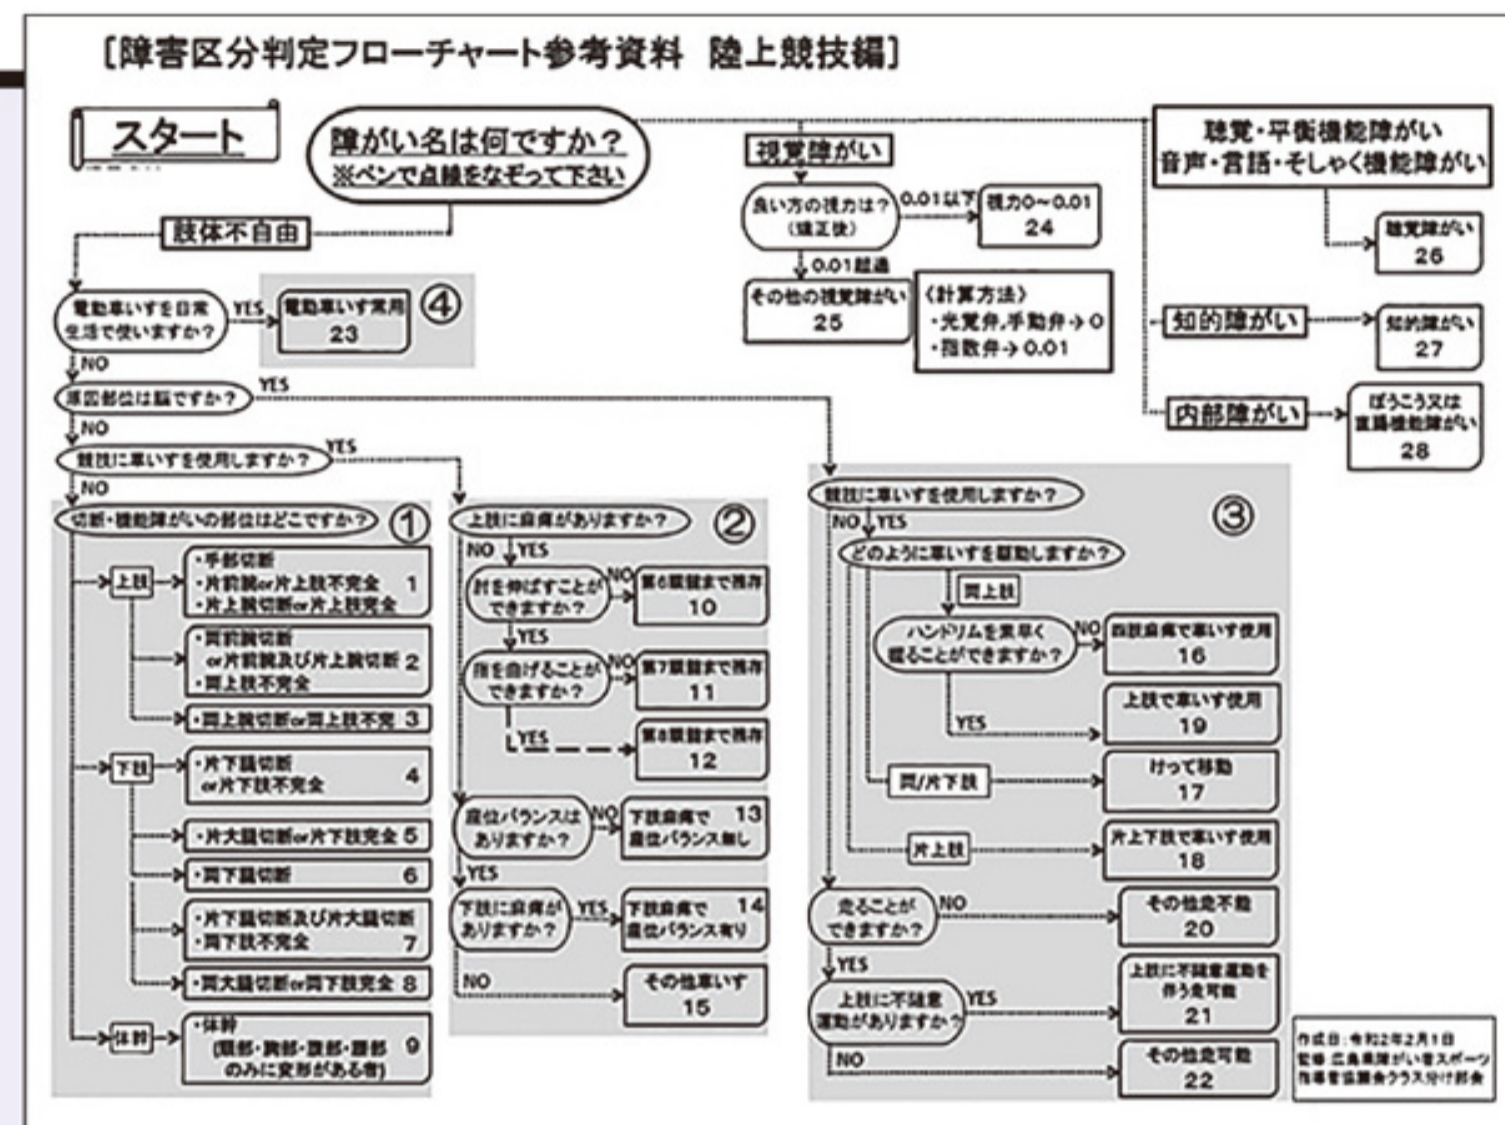 [障害区分判定フローチャート参考資料 陸上競技編]
スタート
障がい名は何ですか?
※ペンで点線をなぞって下さい
肢体不自由
電動車いすを日常
生活で使いますか?
YES
電動車いす常用
23
④
NO
原因部位は脳ですか?
YES
NO
競技に車いすを使用しますか?
YES
NO
視覚障がい
良い方の視力は?
(矯正後)
0.01以下
視力0~0.01
24
0.01超過
その他の視覚障がい
25
〈計算方法〉
・光覚弁,手動弁→0
・指数弁→0.01
聴覚・平衡機能障がい
音声・言語・そしゃく機能障がい
聴覚障がい
26
知的障がい
知的障がい
27
内部障がい
ぼうこう又は
直腸機能障がい
28
切断・機能障がいの部位はどこですか?
①
上肢
・手部切断
・片前腕or片上肢不完全 1
・片上腕切断or片上肢完全
・両前腕切断
or片前腕及び片上腕切断 2
・両上肢不完全
・両上腕切断or両上肢不完 3
下肢
・片下腿切断
or片下肢不完全 4
・片大腿切断or片下肢完全 5
・両下腿切断 6
・片下腿切断及び片大腿切断
・両下肢不完全 7
・両大腿切断or両下肢完全 8
体幹
・体幹
(頸部・胸部・腹部・腰部 9
のみに変形がある者)
上肢に麻痺がありますか?
②
NO YES
肘を伸ばすことが
できますか?
NO
第6頸髄まで残存
10
YES
指を曲げることが
できますか?
NO
第7頸髄まで残存
11
YES
第8頸髄まで残存
12
座位バランスは
ありますか?
NO
下肢麻痺で 13
座位バランス無し
YES
下肢に麻痺が
ありますか?
YES
下肢麻痺で 14
座位バランス有り
NO
その他車いす
15
競技に車いすを使用しますか?
③
NO YES
どのように車いすを駆動しますか?
両上肢
ハンドリムを素早く
握ることができますか?
NO
四肢麻痺で車いす使用
16
YES
上肢で車いす使用
19
両/片下肢
けって移動
17
片上肢
片上下肢で車いす使用
18
走ることが
できますか?
NO
その他走不能
20
YES
上肢に不随意
運動がありますか?
YES
上肢に不随意運動を
伴う走可能
21
NO
その他走可能
22
作成日:令和2年2月1日
監修:広島県障がい者スポーツ
指導者協議会クラス分け部会